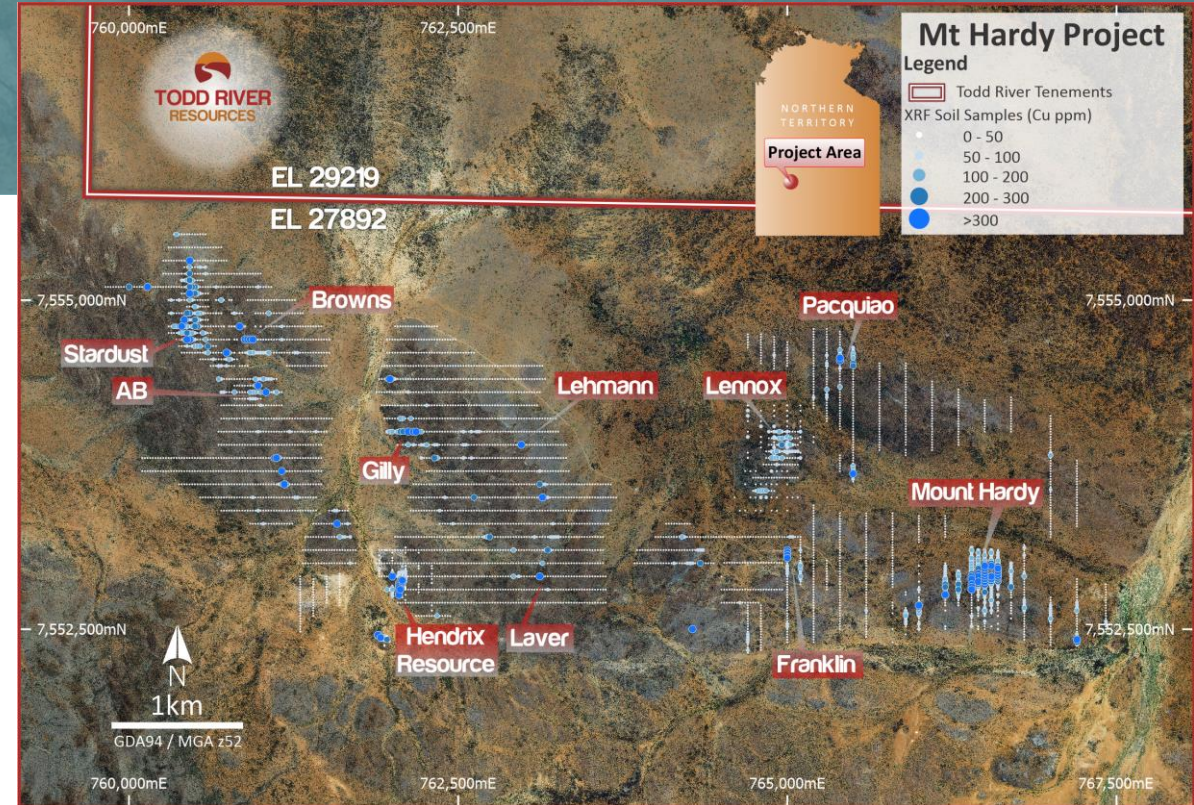 760,000mE
762,500mE
Mt Hardy Project
Legend
Todd River Tenements
XRF Soil Samples (Cu ppm)
0 - 50
50 - 100
100 - 200
200 - 300
>300
TODD RIVER
RESOURCES
NORTHERN
TERRITORY
Project Area
EL 29219
EL 27892
7,555,000mN
7,555,000mN
Browns
Pacquiao
Stardust
AB
Lehmann
Lennox
Gilly
Mount Hardy
7,552,500mN
7,552,500mN
Hendrix
Resource
Laver
Franklin
N
1km
GDA94 / MGA z52
760,000mE
762,500mE
765,000mE
767,500mE